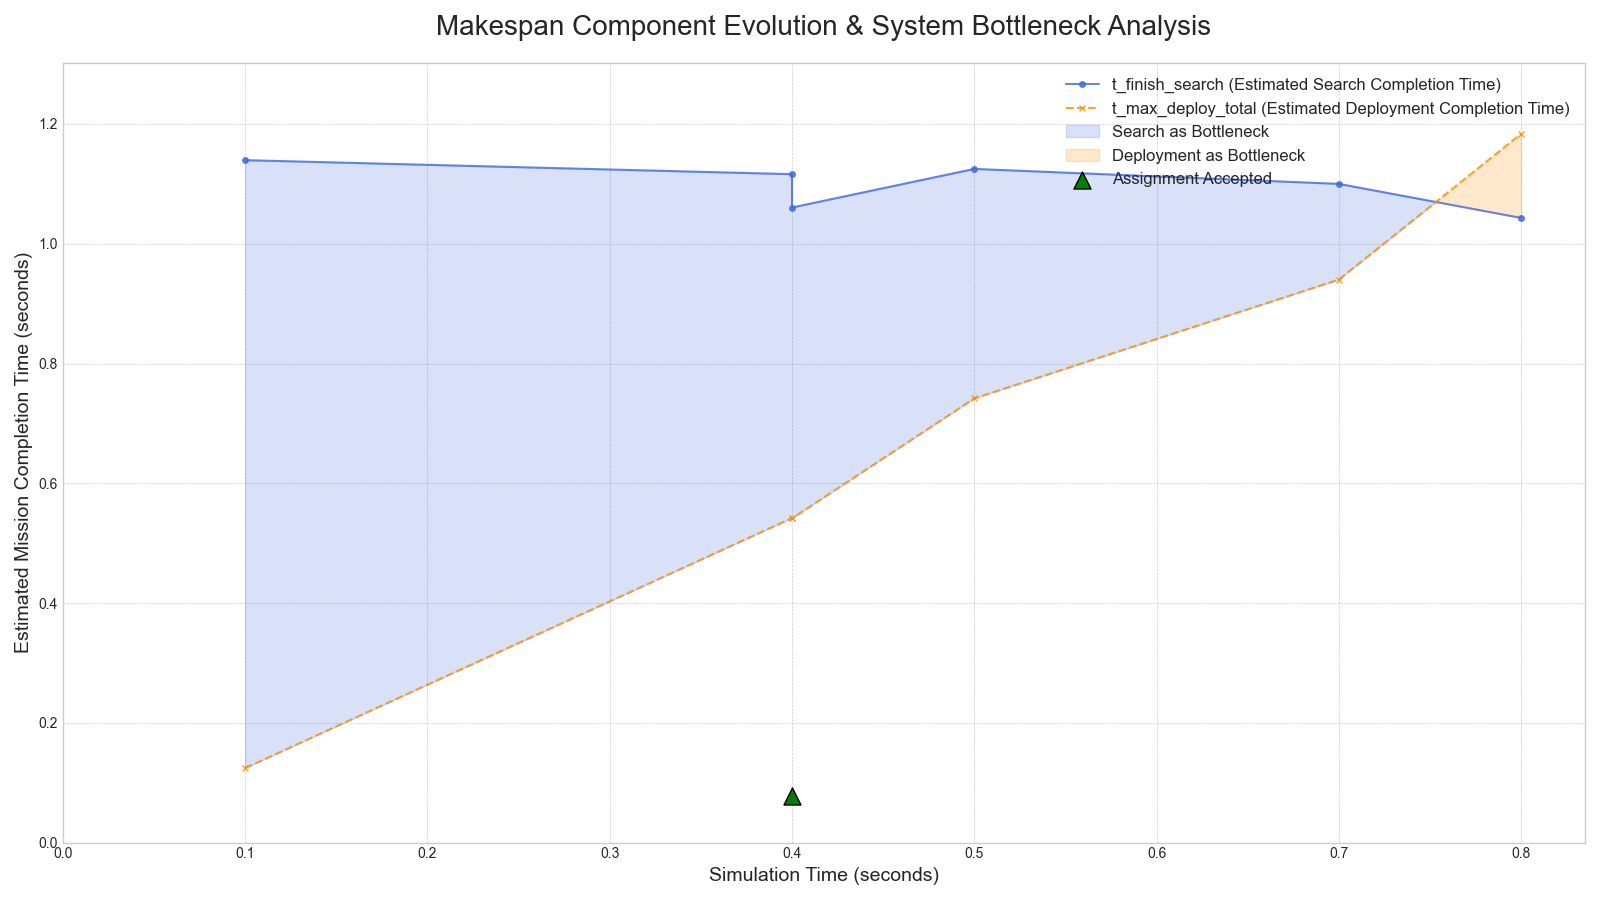 Makespan Component Evolution & System Bottleneck Analysis
t_finish_search (Estimated Search Completion Time)
t_max_deploy_total (Estimated Deployment Completion Time)
Search as Bottleneck
Deployment as Bottleneck
Assignment Accepted
Estimated Mission Completion Time (seconds)
1.2
1.0
0.8
0.6
0.4
0.2
0.0
0.0 0.1 0.2 0.3 0.4 0.5 0.6 0.7 0.8
Simulation Time (seconds)